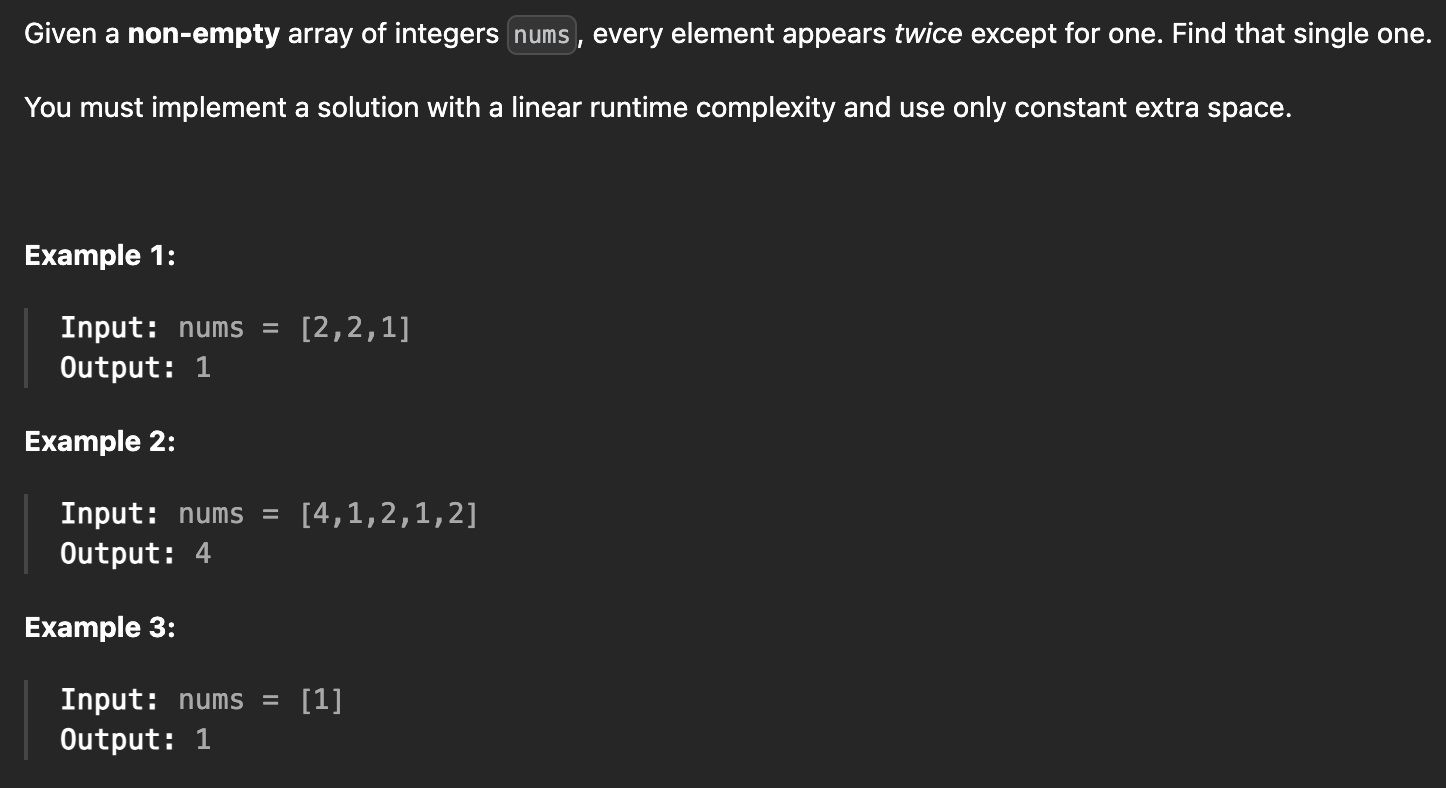 Given a non-empty array of integers nums, every element appears twice except for one. Find that single one.
You must implement a solution with a linear runtime complexity and use only constant extra space.
Example 1:
Input: nums = [2,2,1]
Output: 1
Example 2:
Input: nums = [4,1,2,1,2]
Output: 4
Example 3:
Input: nums = [1]
Output: 1